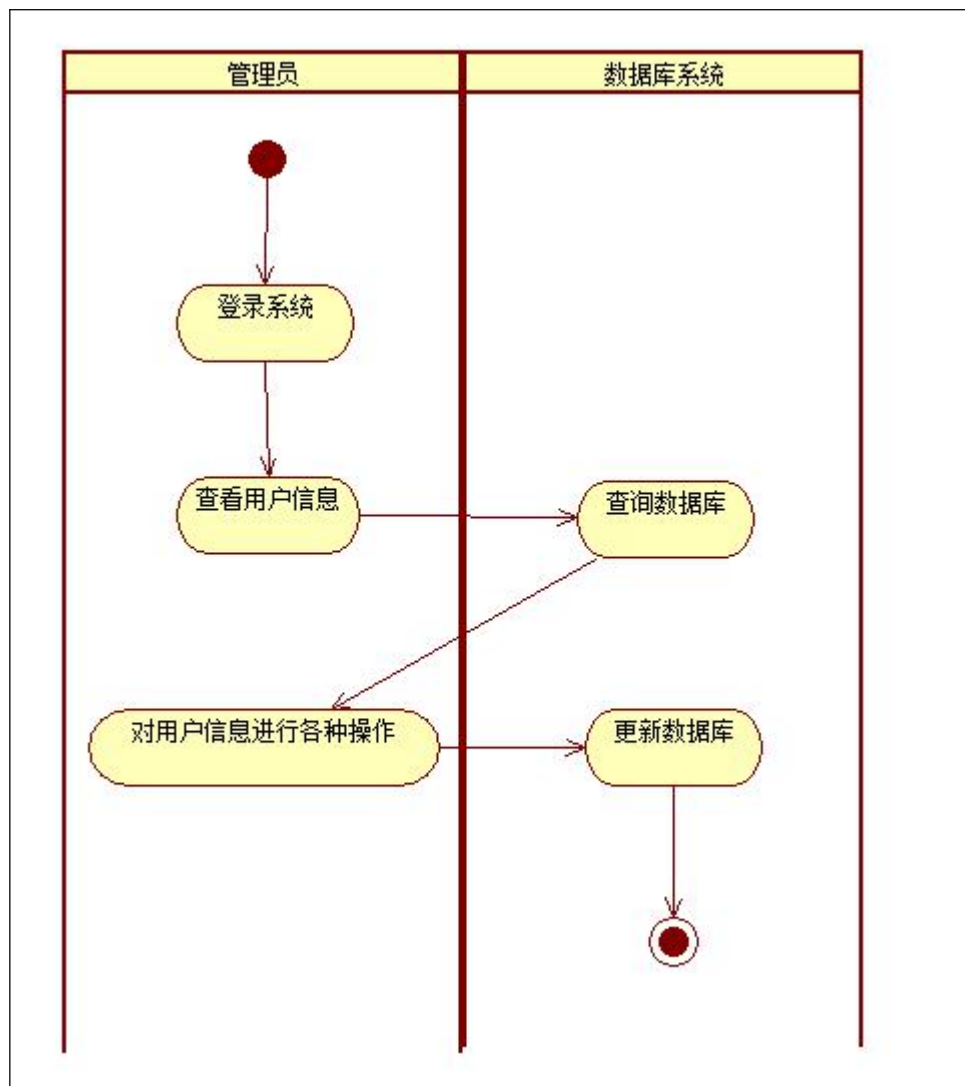 管理员
数据库系统
登录系统
查看用户信息
查询数据库
对用户信息进行各种操作
更新数据库